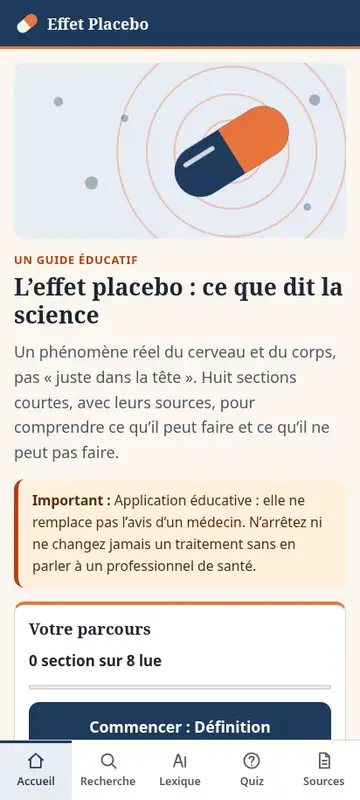 Effet Placebo
UN GUIDE ÉDUCATIF
L’effet placebo : ce que dit la
science
Un phénomène réel du cerveau et du corps,
pas « juste dans la tête ». Huit sections
courtes, avec leurs sources, pour
comprendre ce qu’il peut faire et ce qu’il ne
peut pas faire.
Important : Application éducative : elle ne
remplace pas l’avis d’un médecin. N’arrêtez ni
ne changez jamais un traitement sans en
parler à un professionnel de santé.
Votre parcours
0 section sur 8 lue
Commencer : Définition
Accueil
Recherche
Lexique
Quiz
Sources